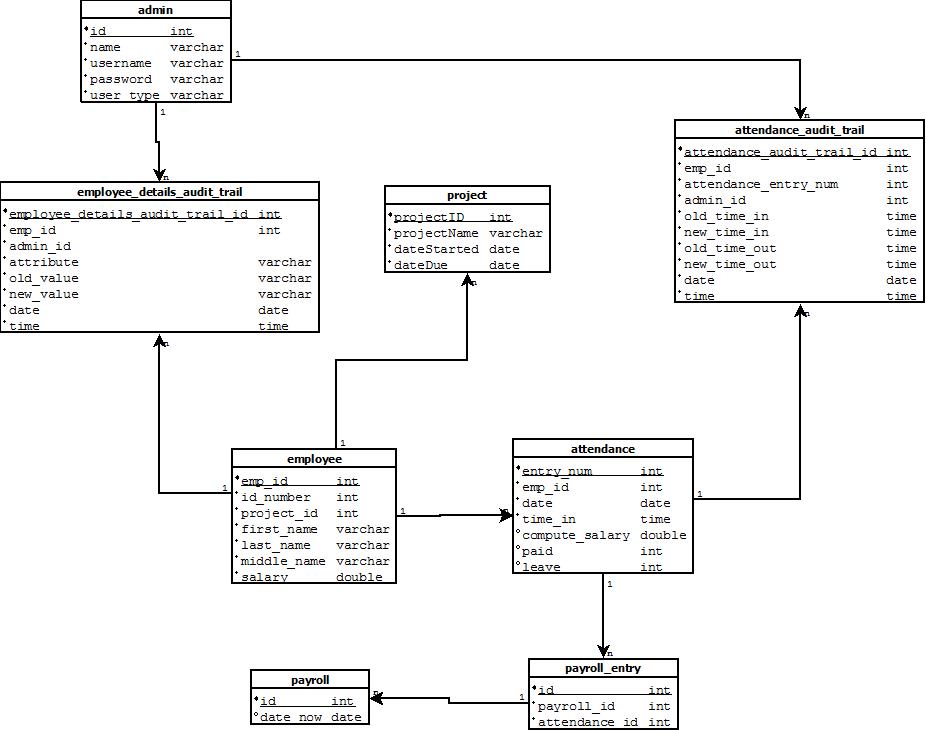 admin
id int
name varchar
username varchar
password varchar
user_type varchar
1
1
n
n
attendance_audit_trail
attendance_audit_trail_id int
emp_id int
attendance_entry_num int
admin_id int
old_time_in time
new_time_in time
old_time_out time
new_time_out time
date date
time time
n
employee_details_audit_trail
employee_details_audit_trail_id int
emp_id int
admin_id
attribute varchar
old_value varchar
new_value varchar
date date
time time
n
project
projectID int
projectName varchar
dateStarted date
dateDue date
n
employee
emp_id int
id_number int
project_id int
first_name varchar
last_name varchar
middle_name varchar
salary double
1
1
1
n
attendance
entry_num int
emp_id int
date date
time_in time
compute_salary double
paid int
leave int
1
1
n
payroll
id int
date_now date
n
1
payroll_entry
id int
payroll_id int
attendance_id int